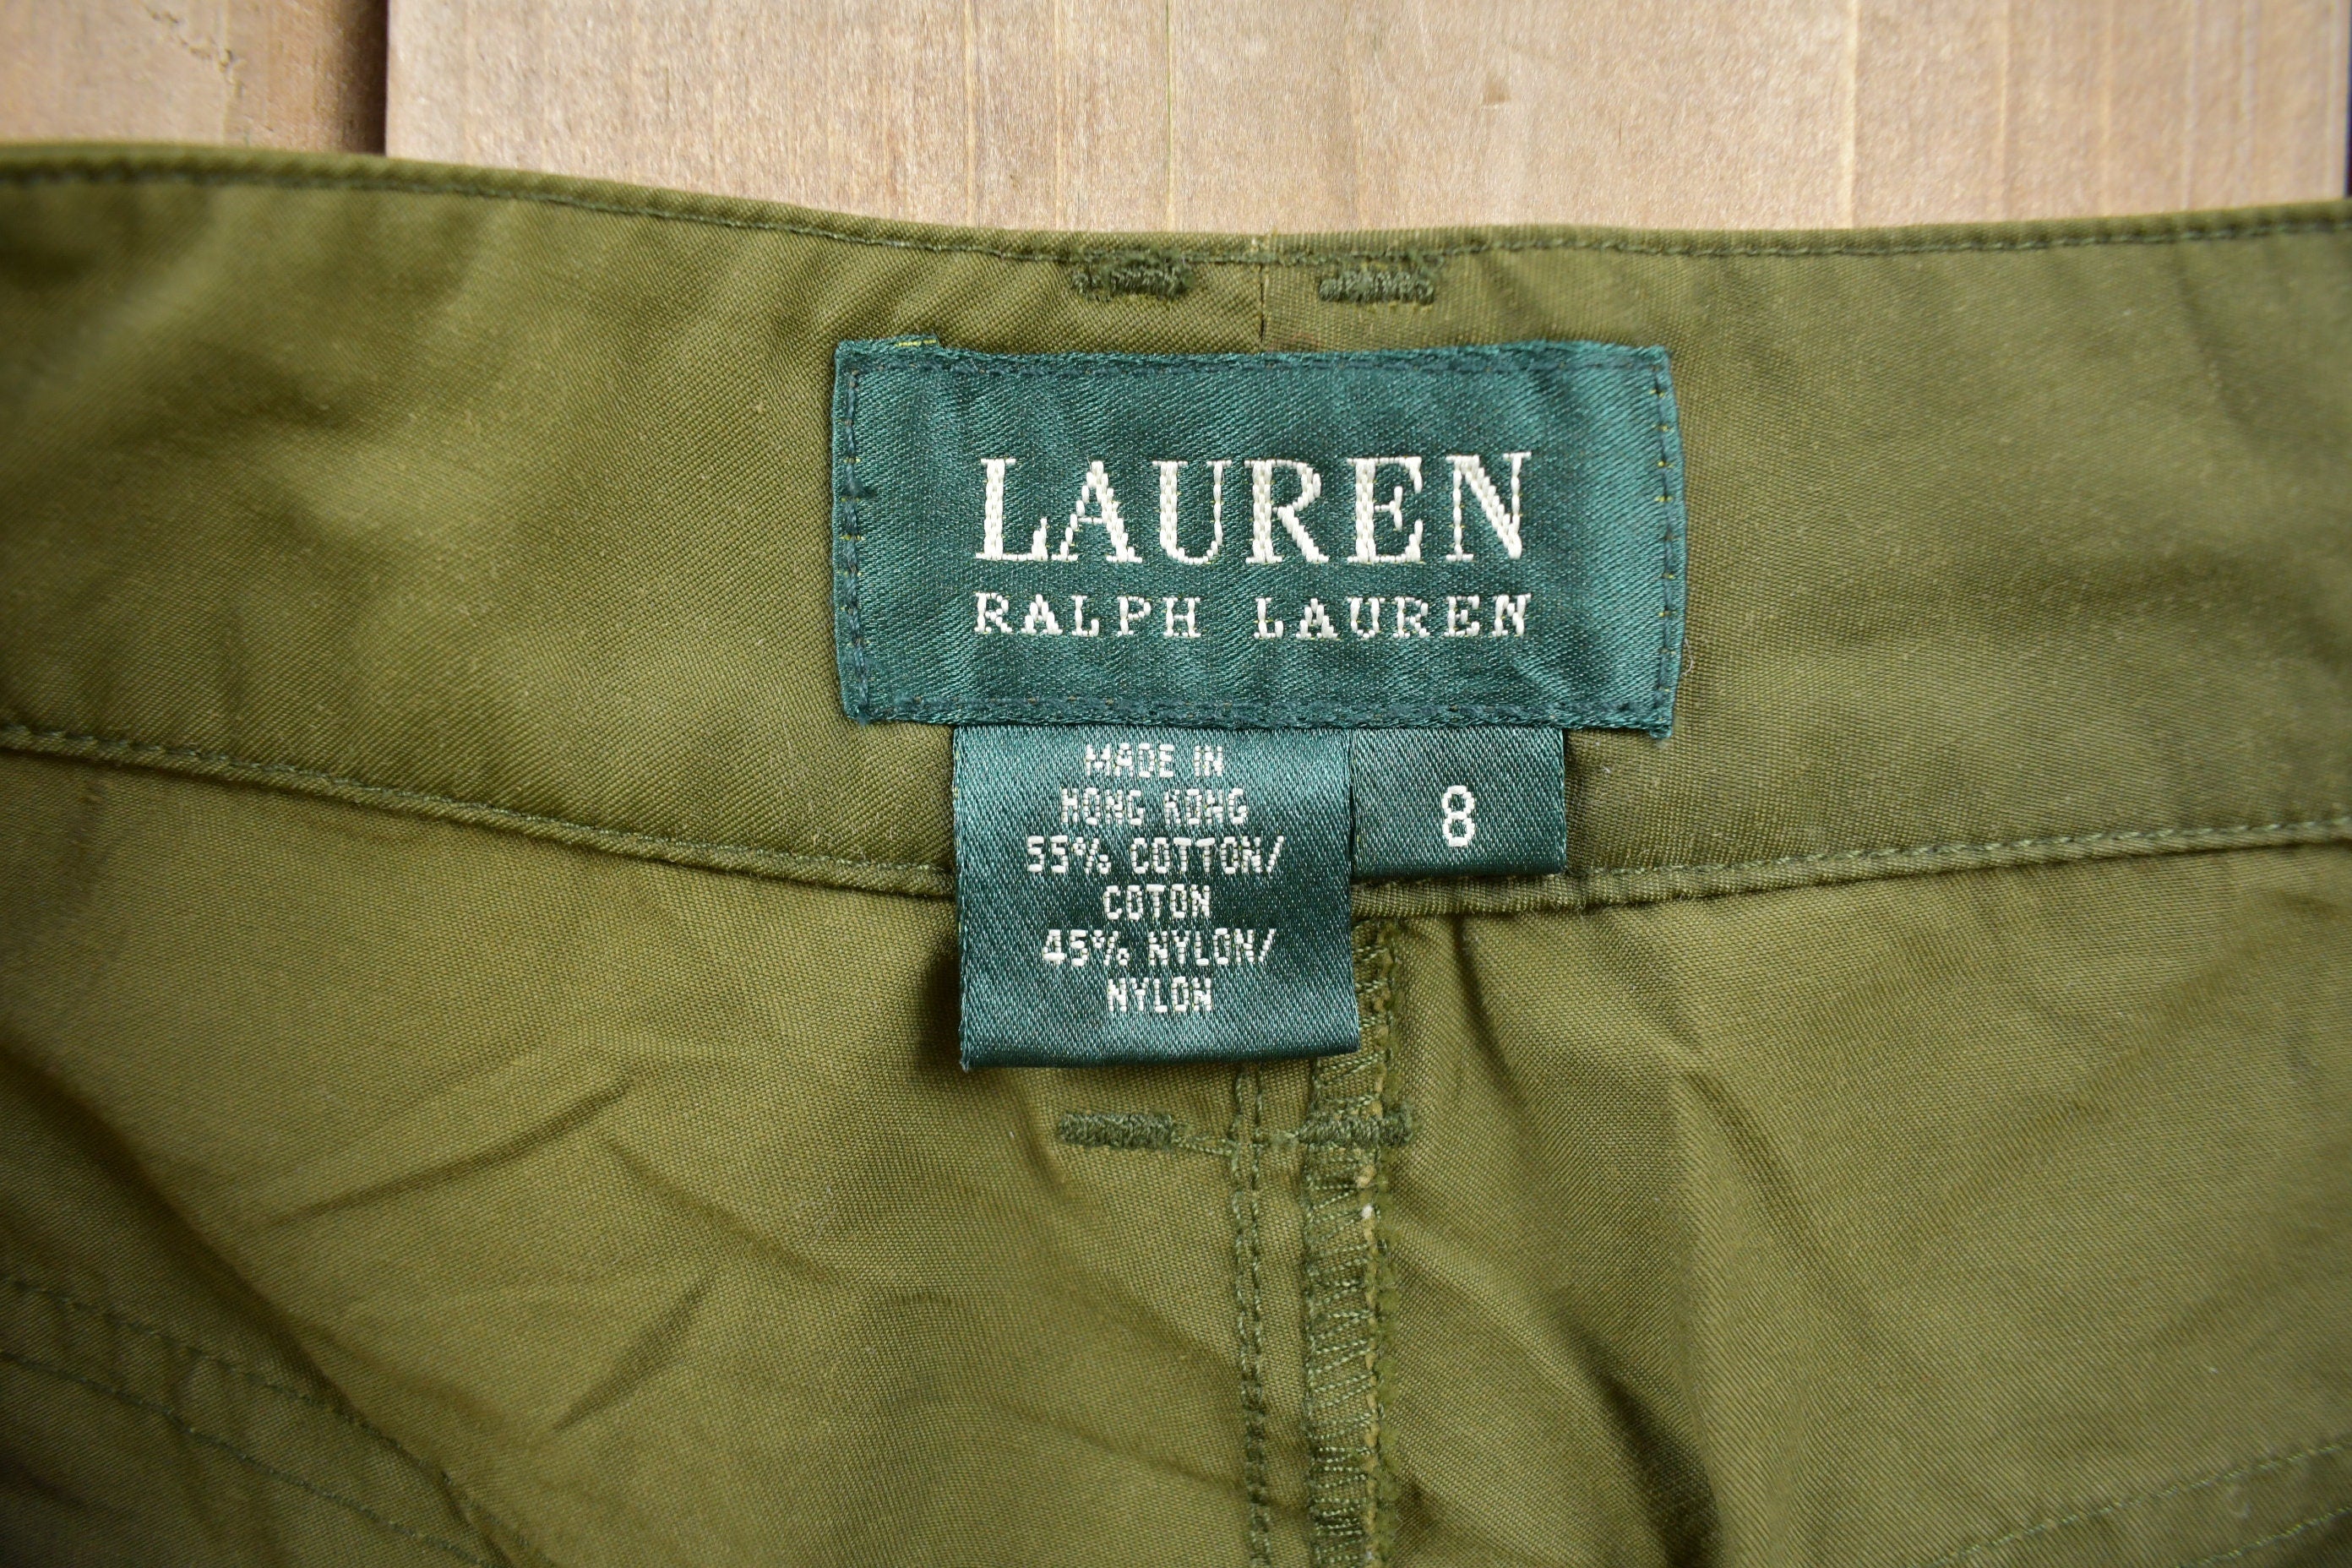 LAUREN
RALPH LAUREN
MADE IN
HONG KONG
55% COTTON/
COTON
45% NYLON/
NYLON
8